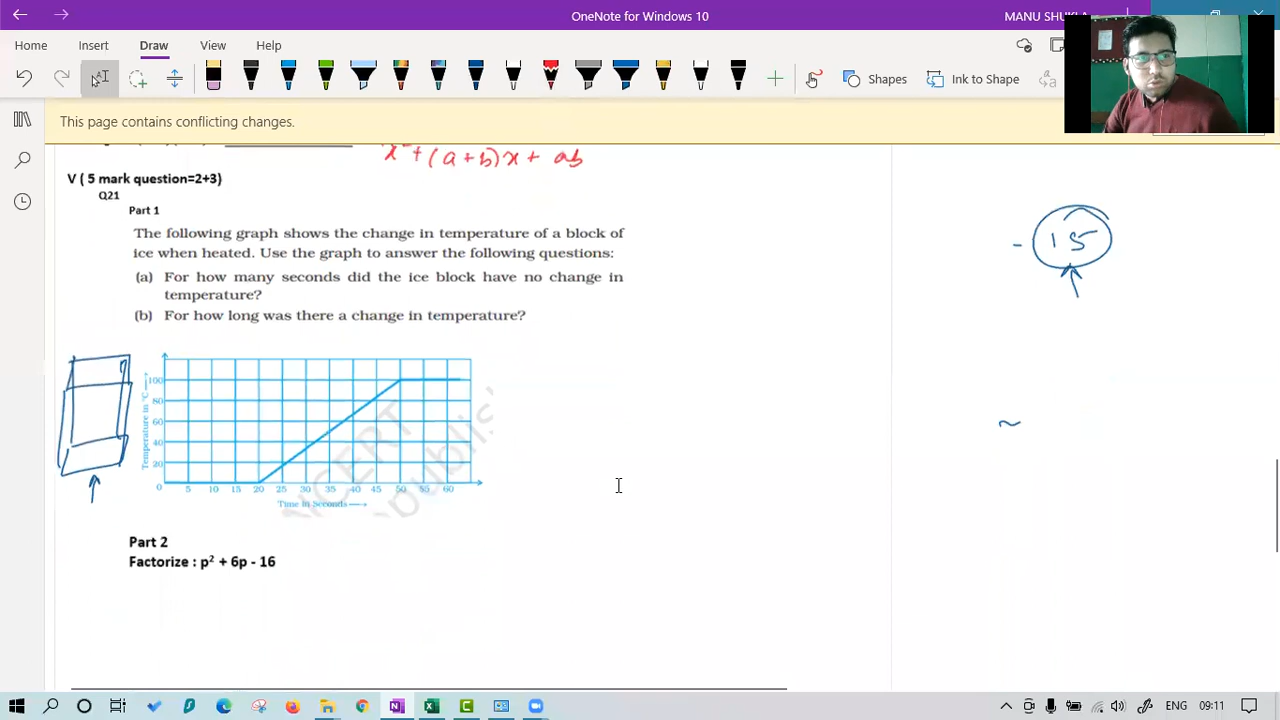 OneNote for Windows 10
MANU SHUKL
Home Insert Draw View Help
Shapes
Ink to Shape
This page contains conflicting changes.
x² + (a+b)x + ab
V ( 5 mark question=2+3)
Q21
Part 1
The following graph shows the change in temperature of a block of
ice when heated. Use the graph to answer the following questions:
(a) For how many seconds did the ice block have no change in
temperature?
(b) For how long was there a change in temperature?
- 15
~
Temperature in °C
100
80
60
40
20
0 5 10 15 20 25 30 35 40 45 50 55 60
Time in Seconds
NCERT
republis
Part 2
Factorize : p² + 6p - 16
ENG 09:11